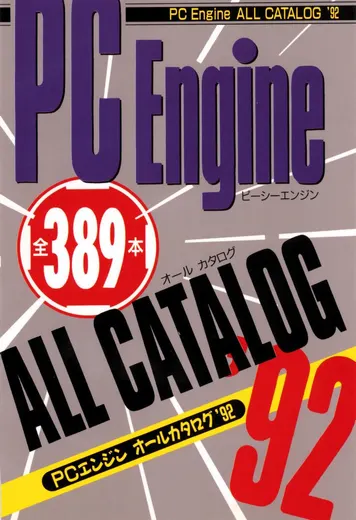 PC Engine ALL CATALOG '92
PC Engine
ピーシーエンジン
全389本
オール カタログ
ALL CATALOG
'92
PCエンジン オールカタログ'92